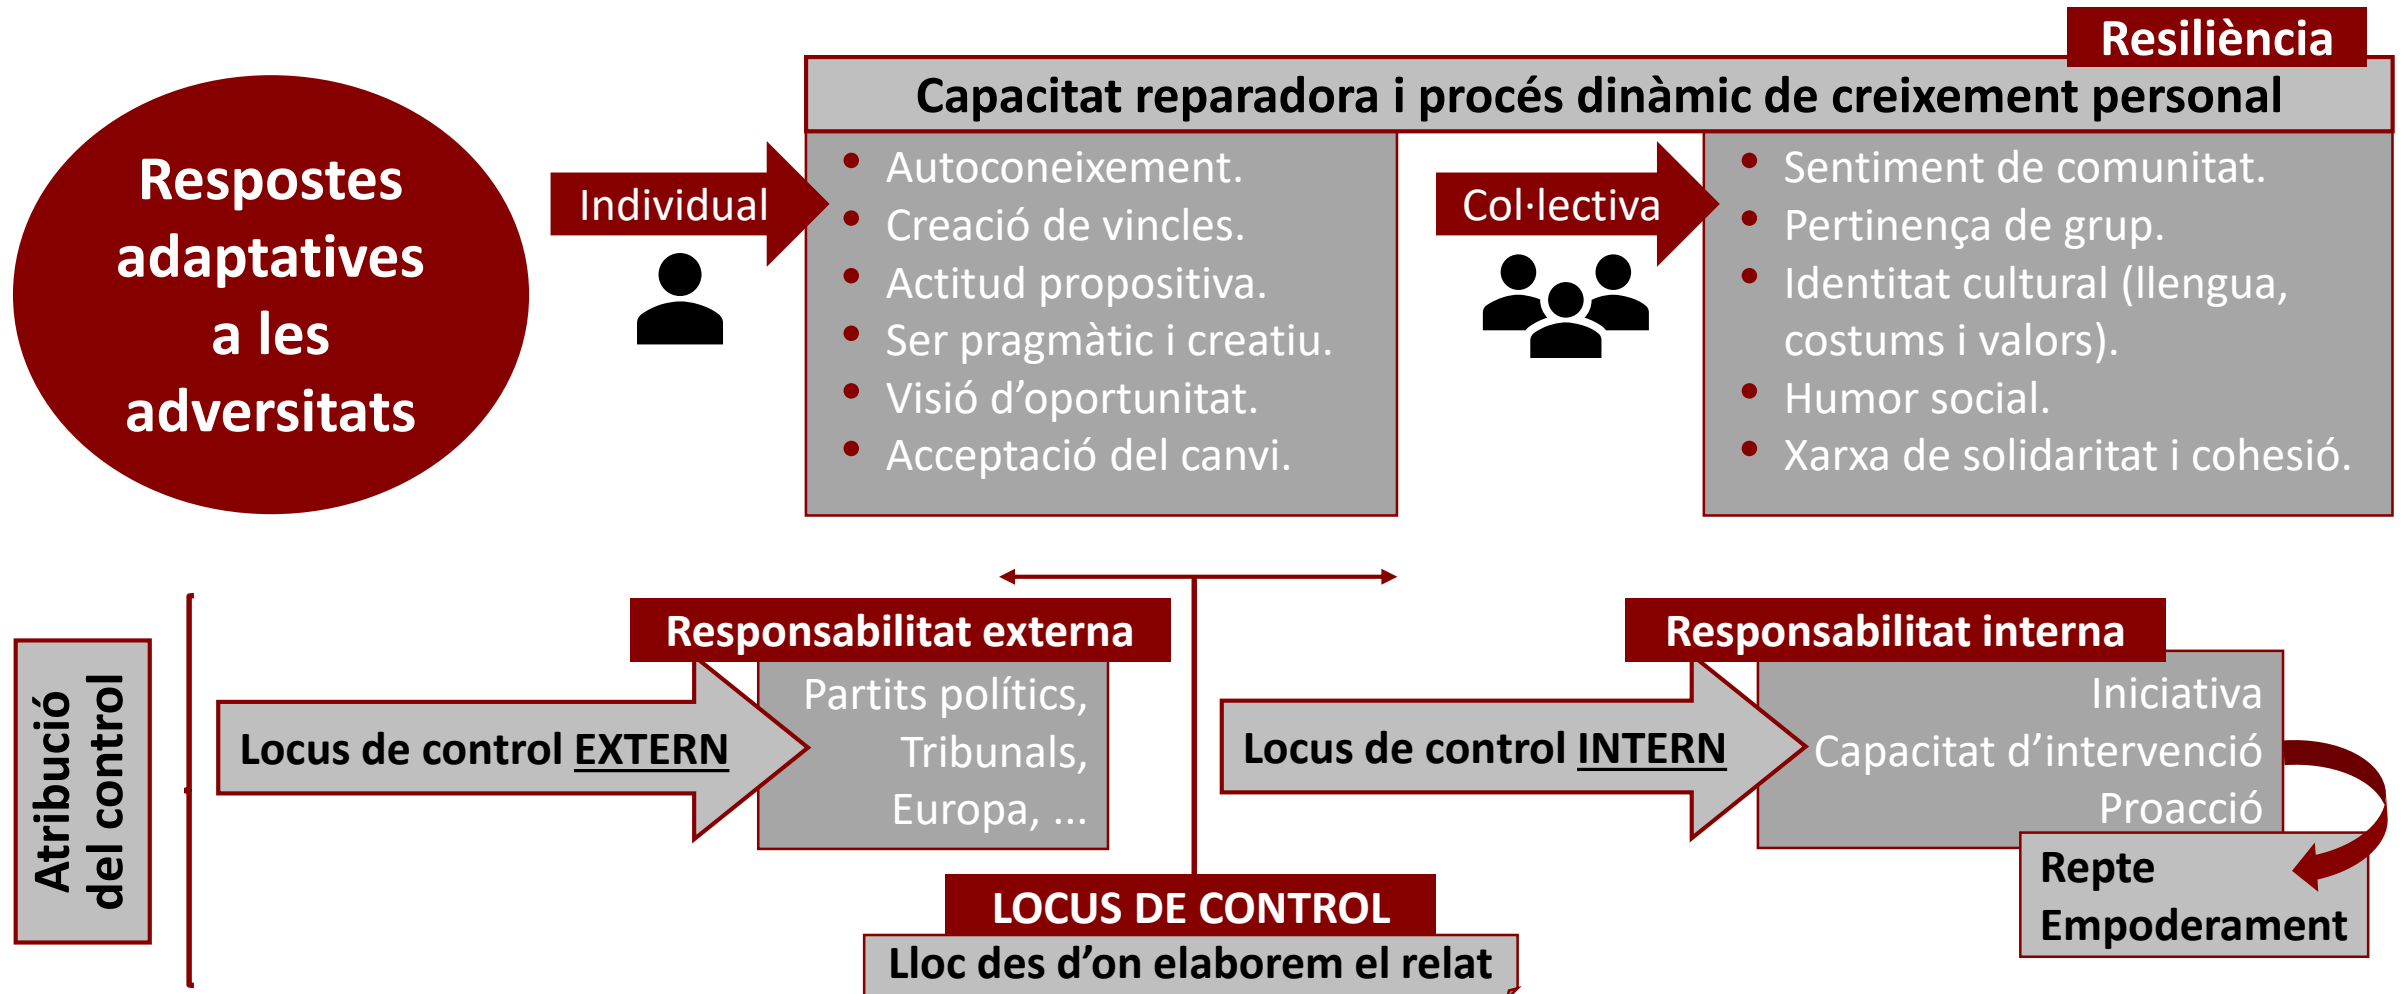 Resiliència
Capacitat reparadora i procés dinàmic de creixement personal
Respostes
adaptatives
a les
adversitats
Individual
• Autoconeixement.
• Creació de vincles.
• Actitud propositiva.
• Ser pragmàtic i creatiu.
• Visió d’oportunitat.
• Acceptació del canvi.
Col·lectiva
• Sentiment de comunitat.
• Pertinença de grup.
• Identitat cultural (llengua,
costums i valors).
• Humor social.
• Xarxa de solidaritat i cohesió.
Atribució
del control
Responsabilitat externa
Locus de control EXTERN
Partits polítics,
Tribunals,
Europa, ...
Responsabilitat interna
Locus de control INTERN
Iniciativa
Capacitat d’intervenció
Proacció
Repte
Empoderament
LOCUS DE CONTROL
Lloc des d’on elaborem el relat